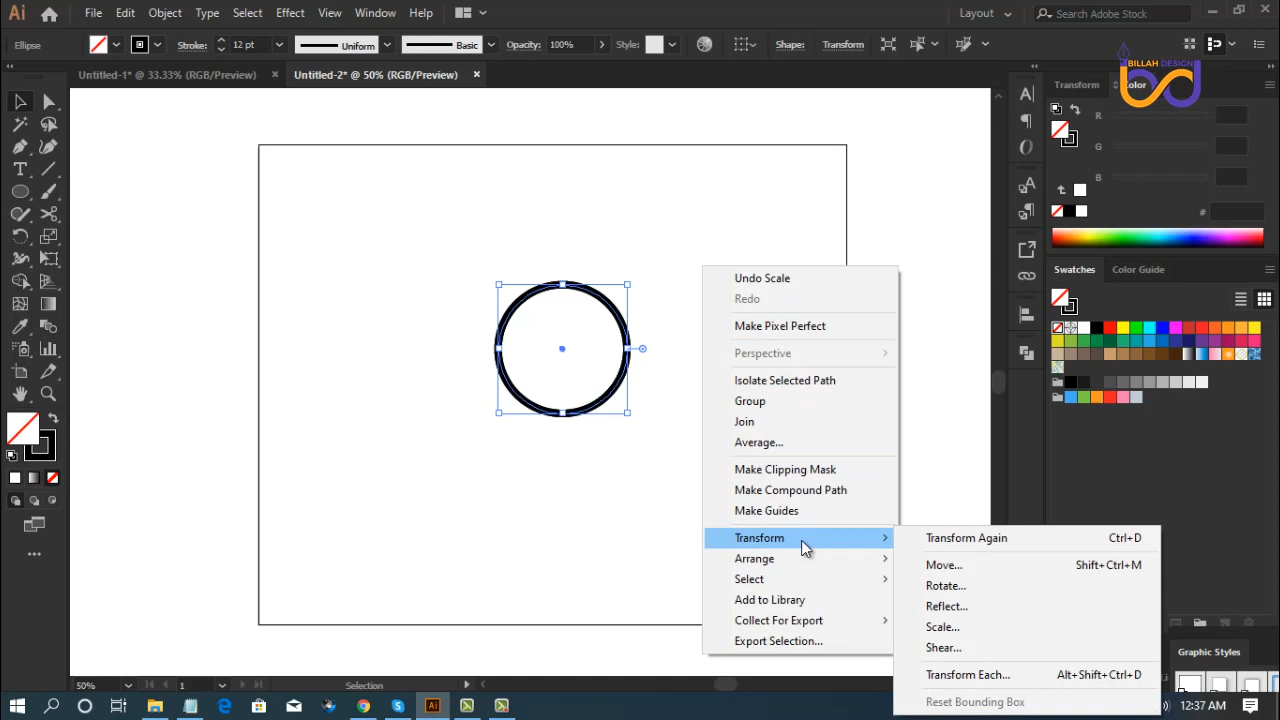 Ai File Edit Object Type Select Effect View Window Help Layout Search Adobe Stock
Ellipse Stroke: 12 pt Uniform Basic Opacity: 100% Style: Shape: Transform
Untitled-1* @ 33.33% (RGB/Preview) × Untitled-2* @ 50% (RGB/Preview) ×
BILLAH DESIGN
Transform Color
R
G
B
#
Swatches Color Guide
Undo Scale
Redo
Make Pixel Perfect
Perspective
Isolate Selected Path
Group
Join
Average...
Make Clipping Mask
Make Compound Path
Make Guides
Transform
Arrange
Select
Add to Library
Collect For Export
Export Selection...
Transform Again Ctrl+D
Move... Shift+Ctrl+M
Rotate...
Reflect...
Scale...
Shear...
Transform Each... Alt+Shift+Ctrl+D
Reset Bounding Box
Graphic Styles
50% 1 Selection
12:37 AM